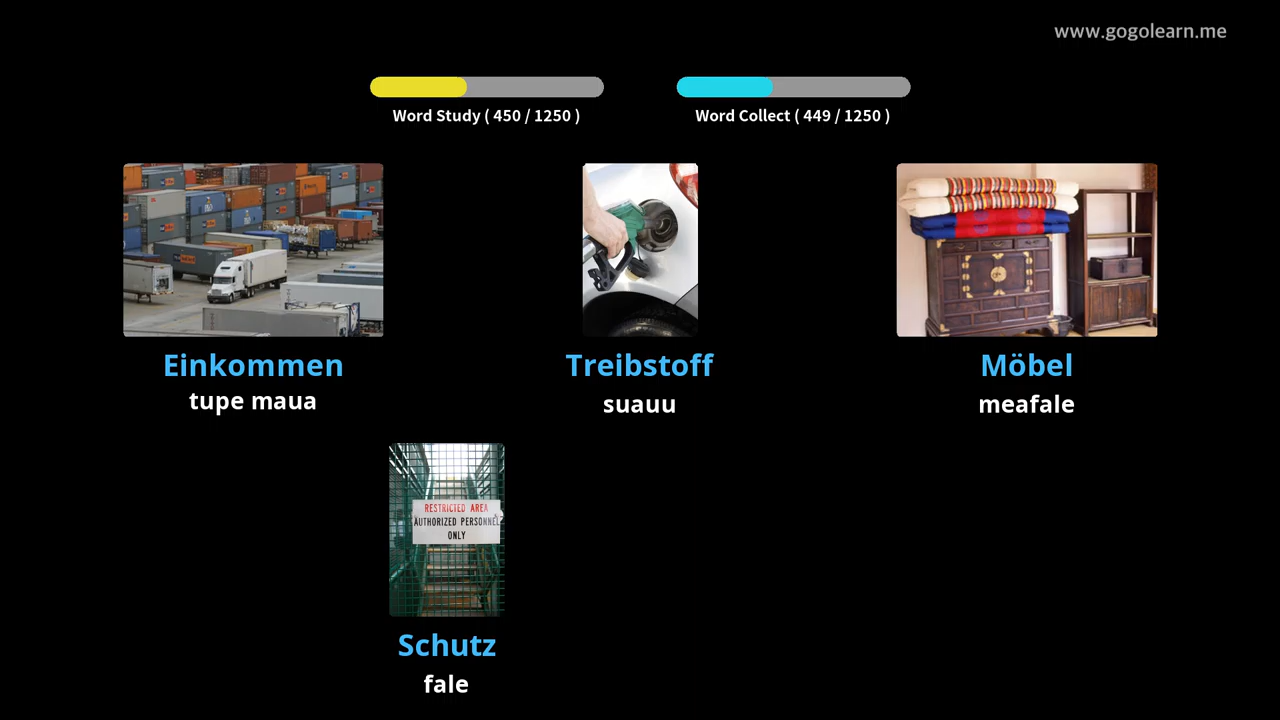 www.gogolearn.me
Word Study ( 450 / 1250 )
Word Collect ( 449 / 1250 )
Einkommen
tupe maua
Treibstoff
suauu
Möbel
meafale
RESTRICTED AREA
AUTHORIZED PERSONNEL
ONLY
Schutz
fale